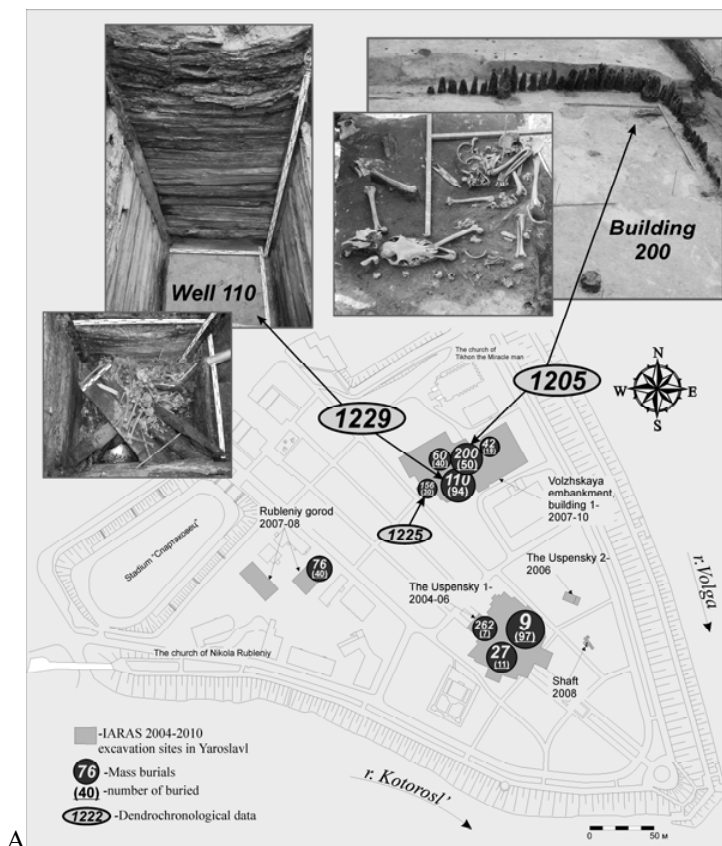 Well 110
Building
200
The church of
Tikhon the Miracle man
1205
N
W E
S
1229
60
(40)
200
(50)
42
(18)
110
(94)
156
(20)
1225
Volzhskaya
embankment,
building 1-
2007-10
Rubleniy gorod
2007-08
76
(40)
Stadium "Спартаковец"
The Uspensky 2-
2006
The Uspensky 1-
2004-06
262
(7)
9
(97)
27
(11)
Shaft
2008
r.Volga
The church of Nikola Rubleniy
r. Kotorosl'
-IARAS 2004-2010
excavation sites in Yaroslavl
76 -Mass burials
(40) -number of buried
1222 -Dendrochronological data
0 50 м
A